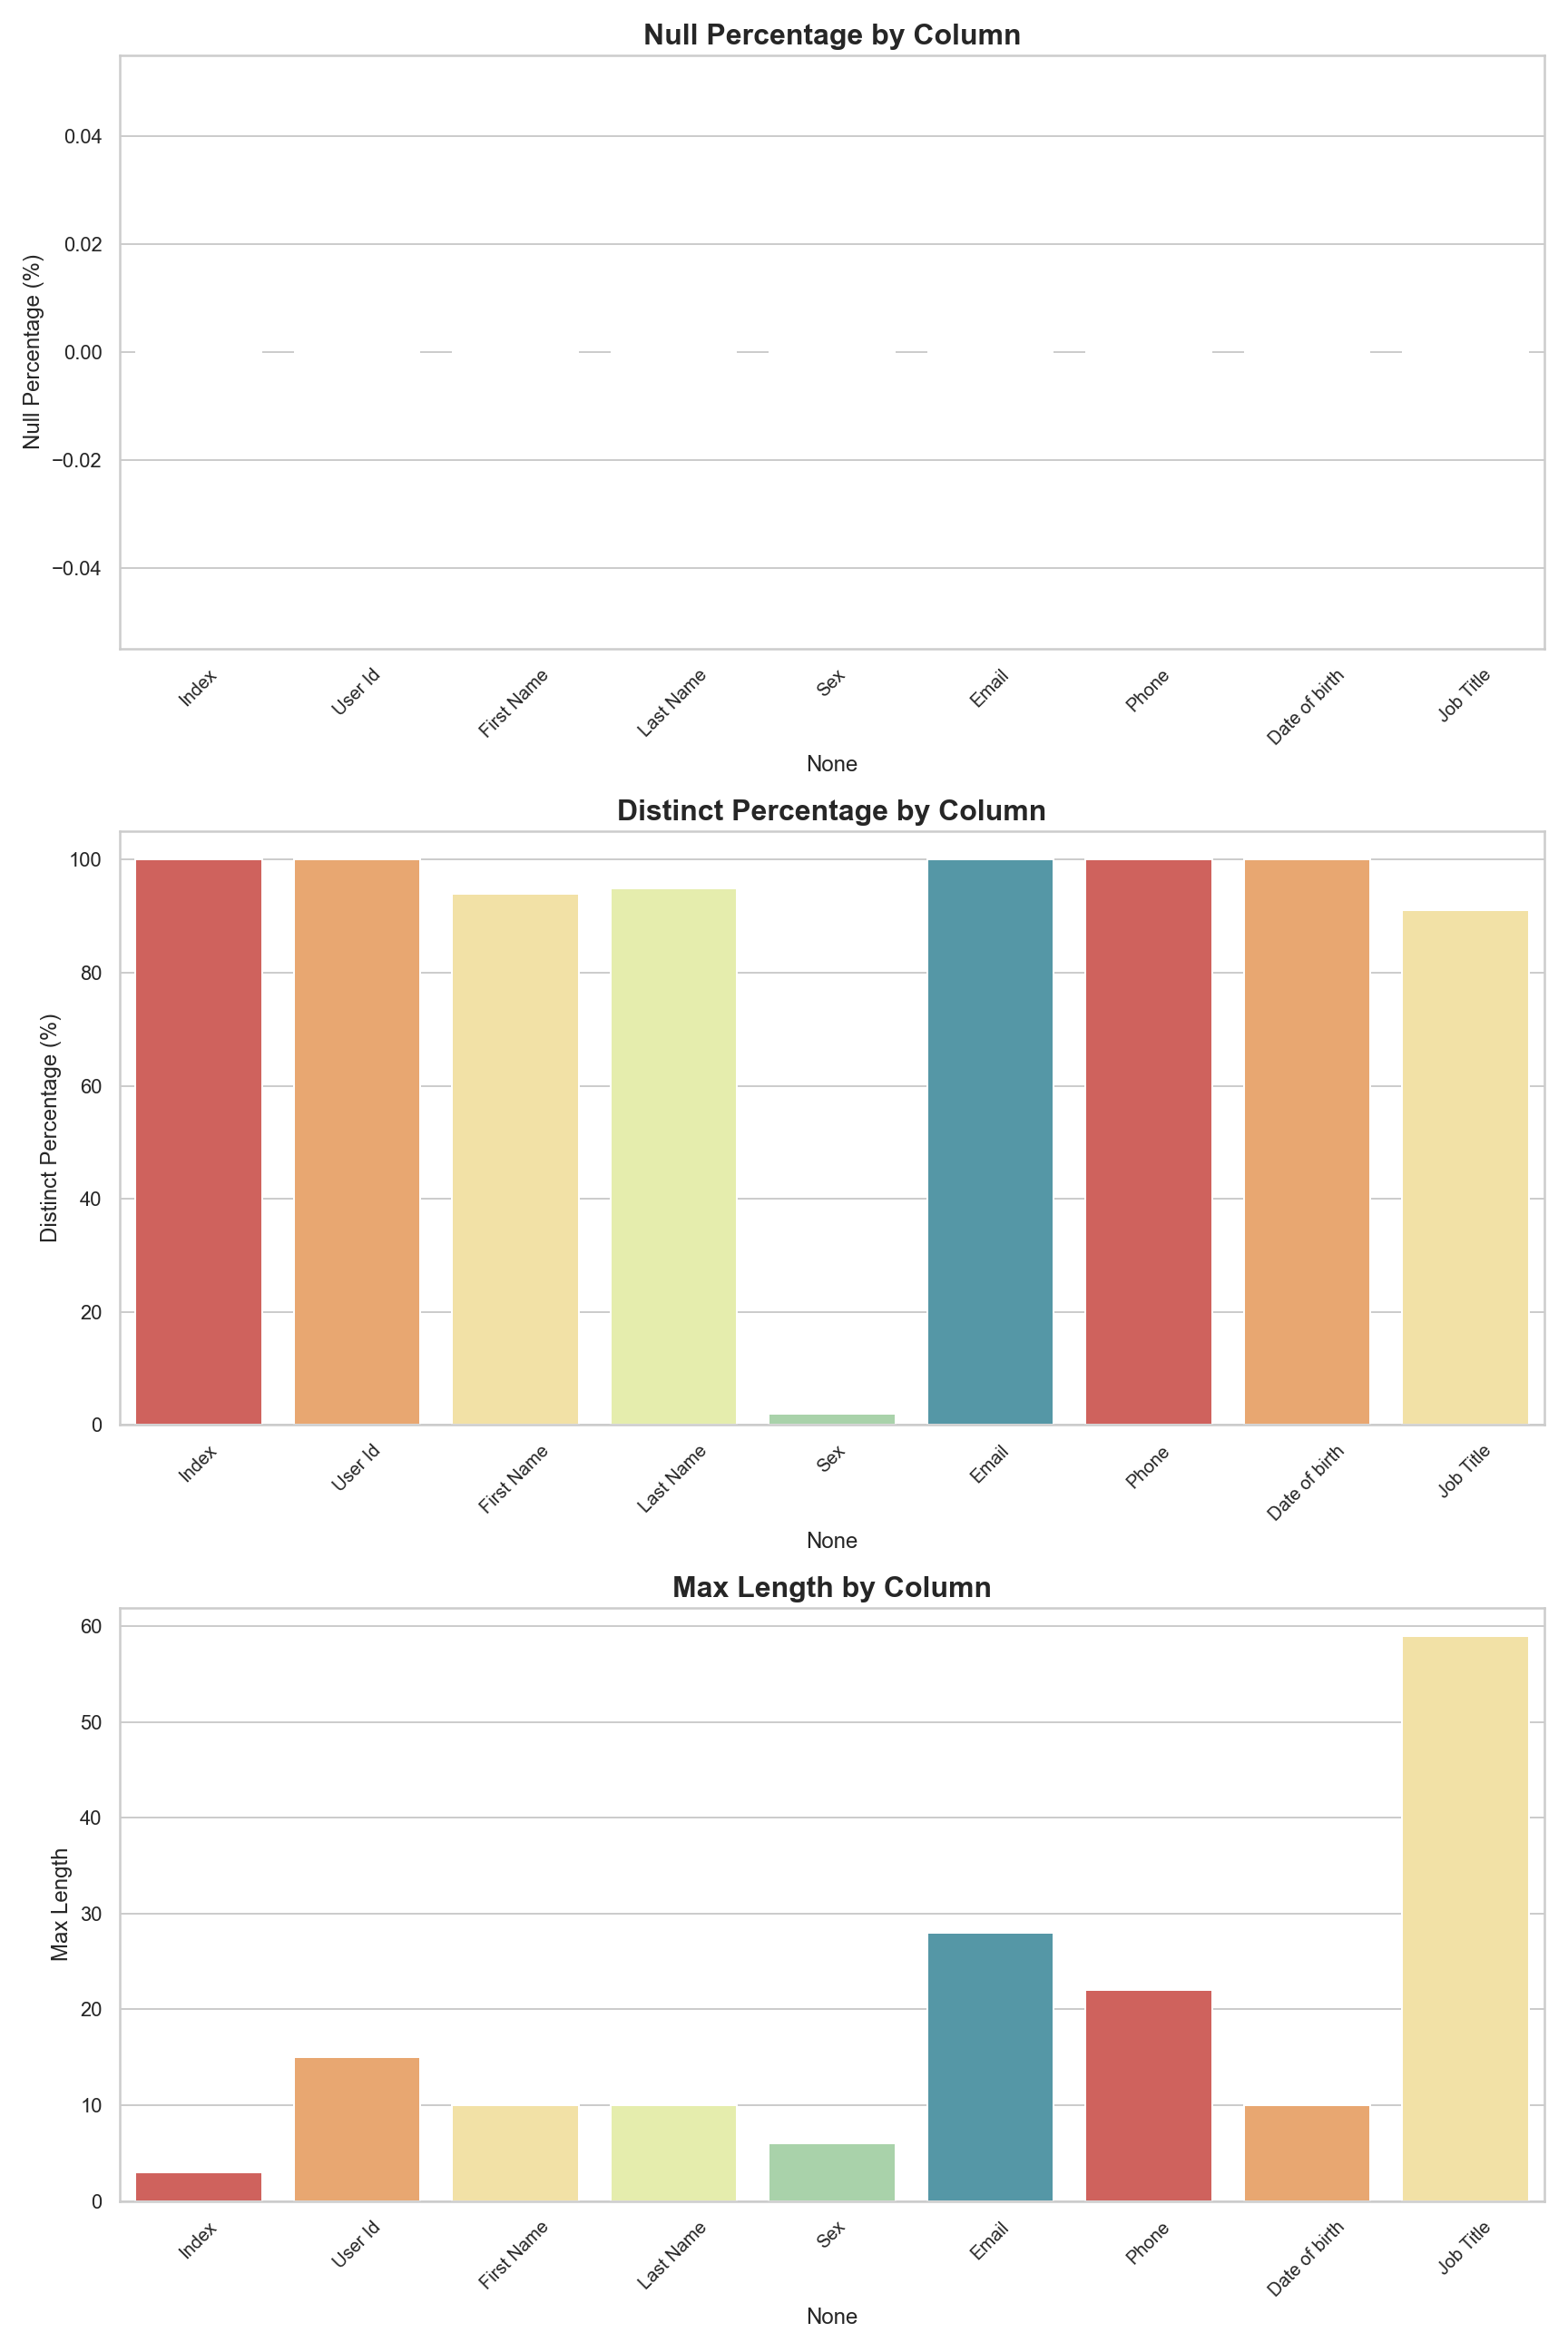 Null Percentage by Column
Null Percentage (%)
0.04
0.02
0.00
−0.02
−0.04
Index
User Id
First Name
Last Name
Sex
Email
Phone
Date of birth
Job Title
None
Distinct Percentage by Column
Distinct Percentage (%)
100
80
60
40
20
0
Index
User Id
First Name
Last Name
Sex
Email
Phone
Date of birth
Job Title
None
Max Length by Column
Max Length
60
50
40
30
20
10
0
Index
User Id
First Name
Last Name
Sex
Email
Phone
Date of birth
Job Title
None